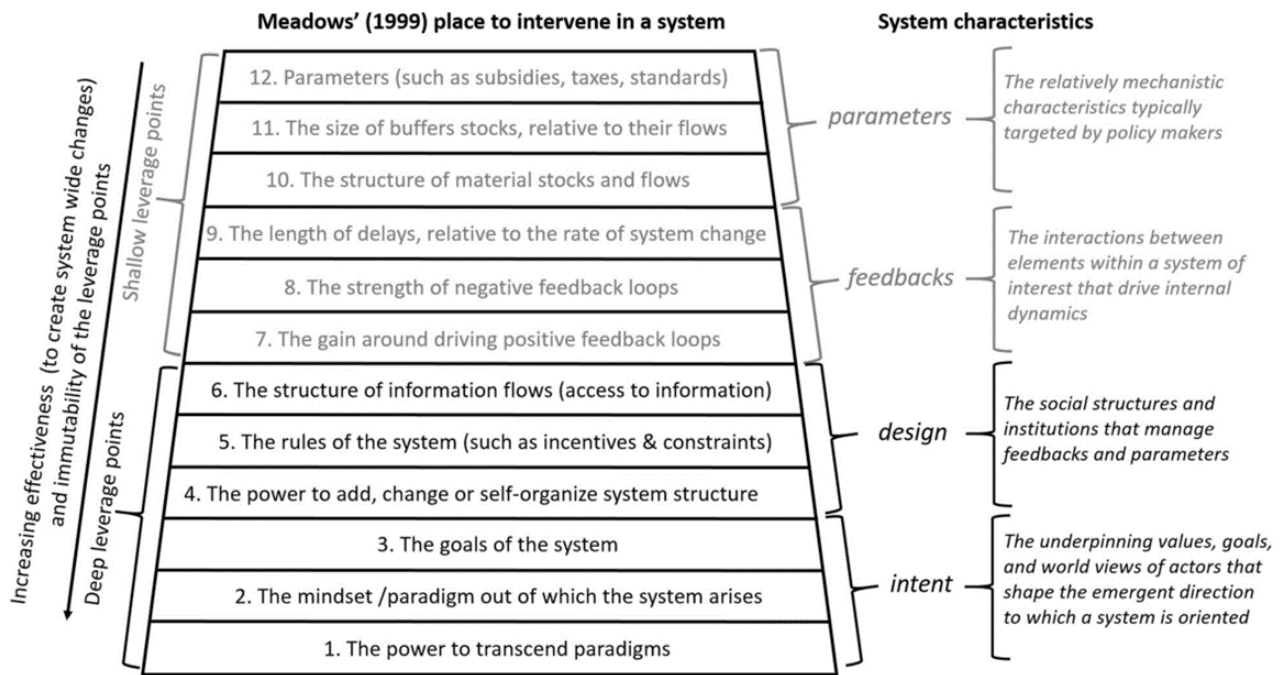 Meadows' (1999) place to intervene in a system
System characteristics
Increasing effectiveness (to create system wide changes)
and immutability of the leverage points
Shallow leverage points
Deep leverage points
12. Parameters (such as subsidies, taxes, standards)
11. The size of buffers stocks, relative to their flows
10. The structure of material stocks and flows
9. The length of delays, relative to the rate of system change
8. The strength of negative feedback loops
7. The gain around driving positive feedback loops
6. The structure of information flows (access to information)
5. The rules of the system (such as incentives & constraints)
4. The power to add, change or self-organize system structure
3. The goals of the system
2. The mindset /paradigm out of which the system arises
1. The power to transcend paradigms
parameters
The relatively mechanistic
characteristics typically
targeted by policy makers
feedbacks
The interactions between
elements within a system of
interest that drive internal
dynamics
design
The social structures and
institutions that manage
feedbacks and parameters
intent
The underpinning values, goals,
and world views of actors that
shape the emergent direction
to which a system is oriented